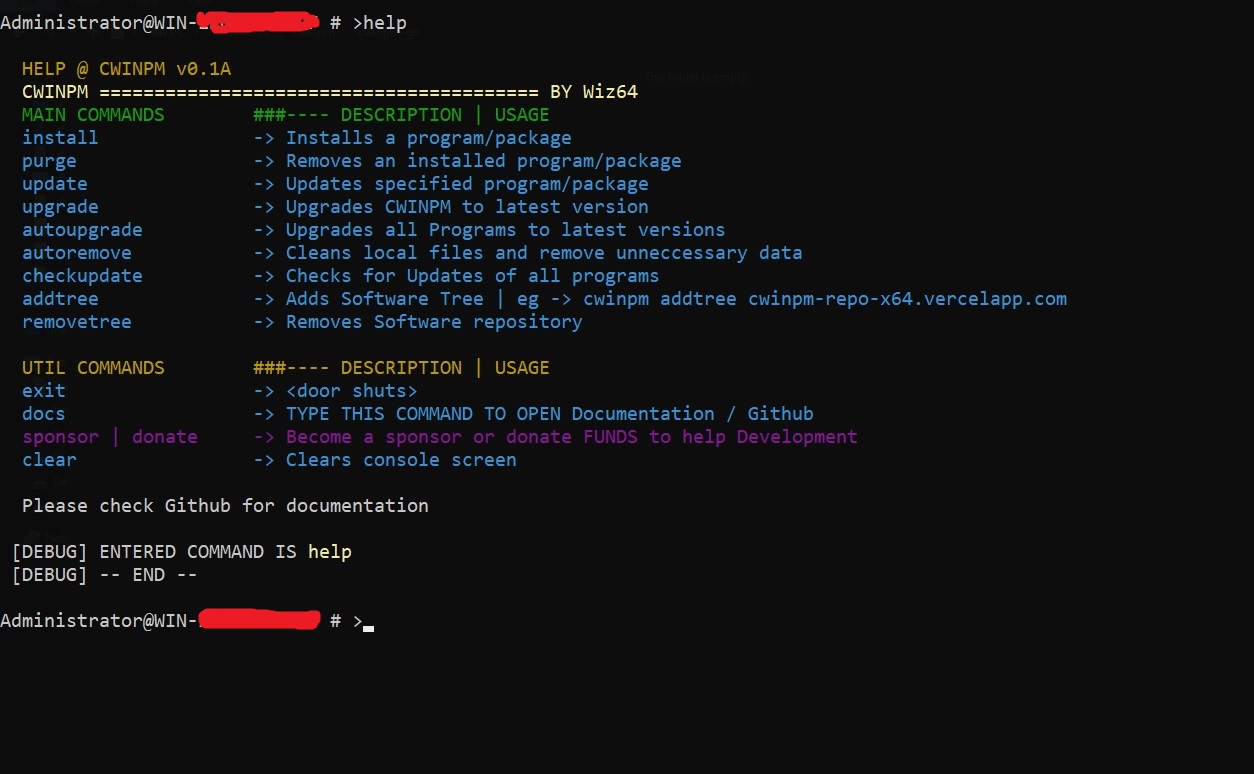 Administrator@WIN- # >help
HELP @ CWINPM v0.1A
CWINPM ======================================== BY Wiz64
MAIN COMMANDS ###---- DESCRIPTION | USAGE
install -> Installs a program/package
purge -> Removes an installed program/package
update -> Updates specified program/package
upgrade -> Upgrades CWINPM to latest version
autoupgrade -> Upgrades all Programs to latest versions
autoremove -> Cleans local files and remove unneccessary data
checkupdate -> Checks for Updates of all programs
addtree -> Adds Software Tree | eg -> cwinpm addtree cwinpm-repo-x64.vercelapp.com
removetree -> Removes Software repository
UTIL COMMANDS ###---- DESCRIPTION | USAGE
exit -> <door shuts>
docs -> TYPE THIS COMMAND TO OPEN Documentation / Github
sponsor | donate -> Become a sponsor or donate FUNDS to help Development
clear -> Clears console screen
Please check Github for documentation
[DEBUG] ENTERED COMMAND IS help
[DEBUG] -- END --
Administrator@WIN- # >